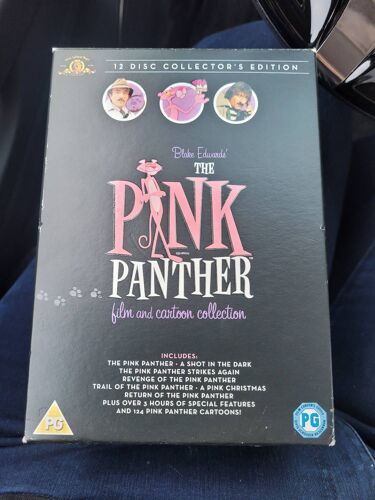 12 DISC COLLECTOR'S EDITION
Blake Edwards'
THE
PINK
PANTHER
film and cartoon collection
INCLUDES:
THE PINK PANTHER • A SHOT IN THE DARK
THE PINK PANTHER STRIKES AGAIN
REVENGE OF THE PINK PANTHER
TRAIL OF THE PINK PANTHER • A PINK CHRISTMAS
RETURN OF THE PINK PANTHER
PLUS OVER 3 HOURS OF SPECIAL FEATURES
AND 124 PINK PANTHER CARTOONS!
PG
PG